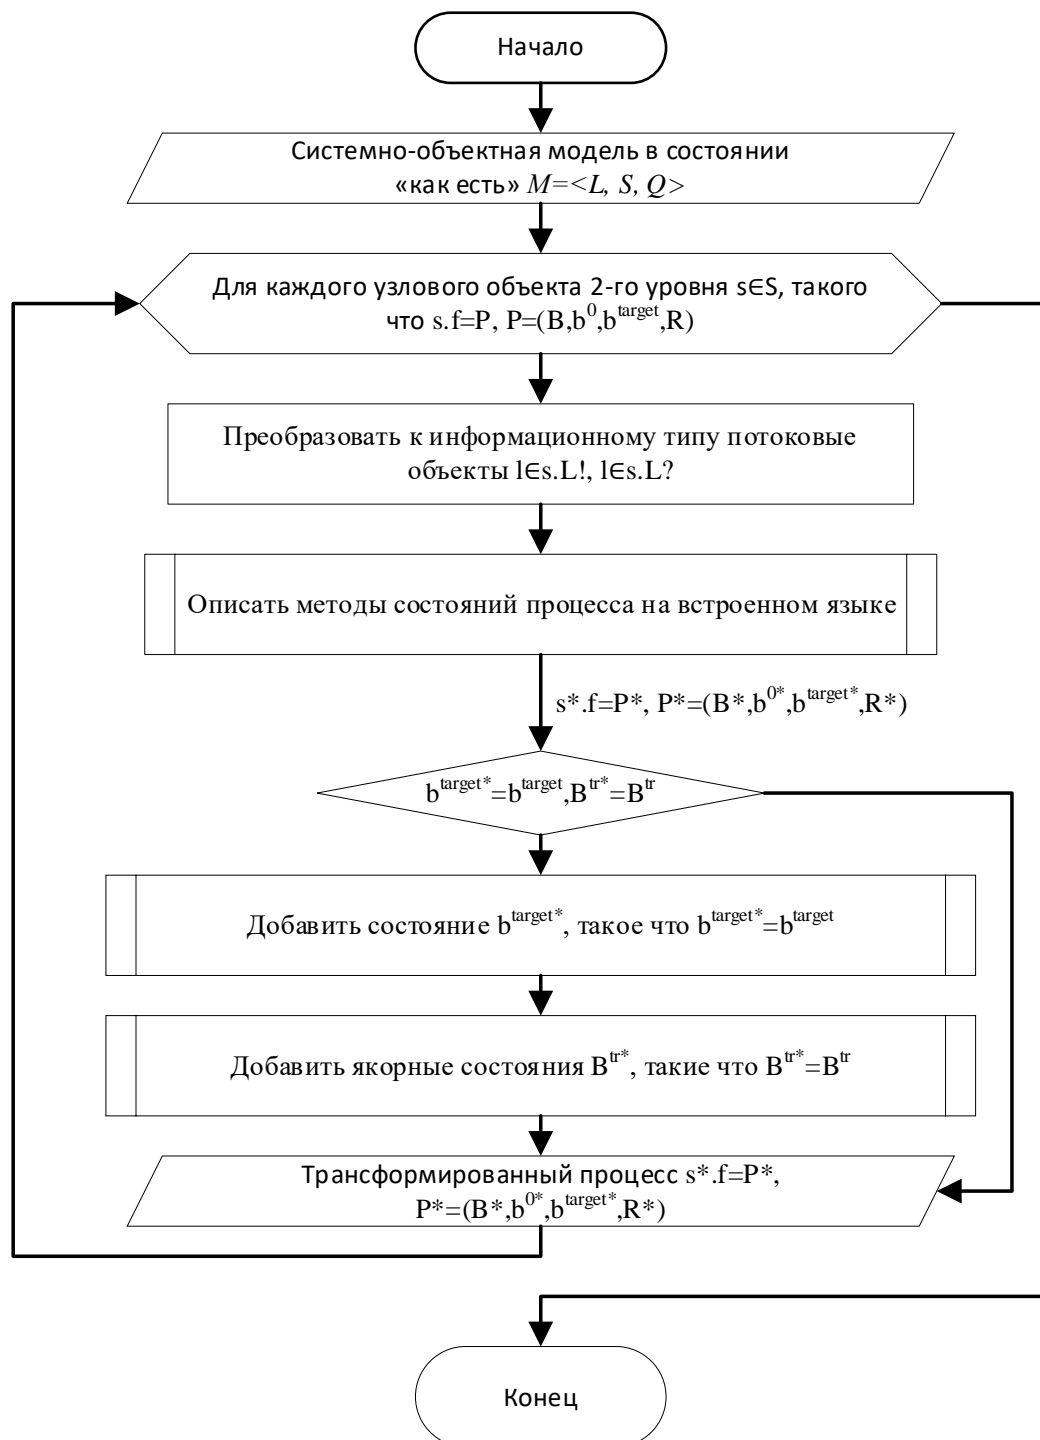 Начало
Системно-объектная модель в состоянии
«как есть» M=<L, S, Q>
Для каждого узлового объекта 2-го уровня s∈S, такого
что s.f=P, P=(B,b⁰,b^target,R)
Преобразовать к информационному типу потоковые
объекты l∈s.L!, l∈s.L?
Описать методы состояний процесса на встроенном языке
s*.f=P*, P*=(B*,b⁰*,b^target*,R*)
b^target*=b^target,B^tr*=B^tr
Добавить состояние b^target*, такое что b^target*=b^target
Добавить якорные состояния B^tr*, такие что B^tr*=B^tr
Трансформированный процесс s*.f=P*,
P*=(B*,b⁰*,b^target*,R*)
Конец